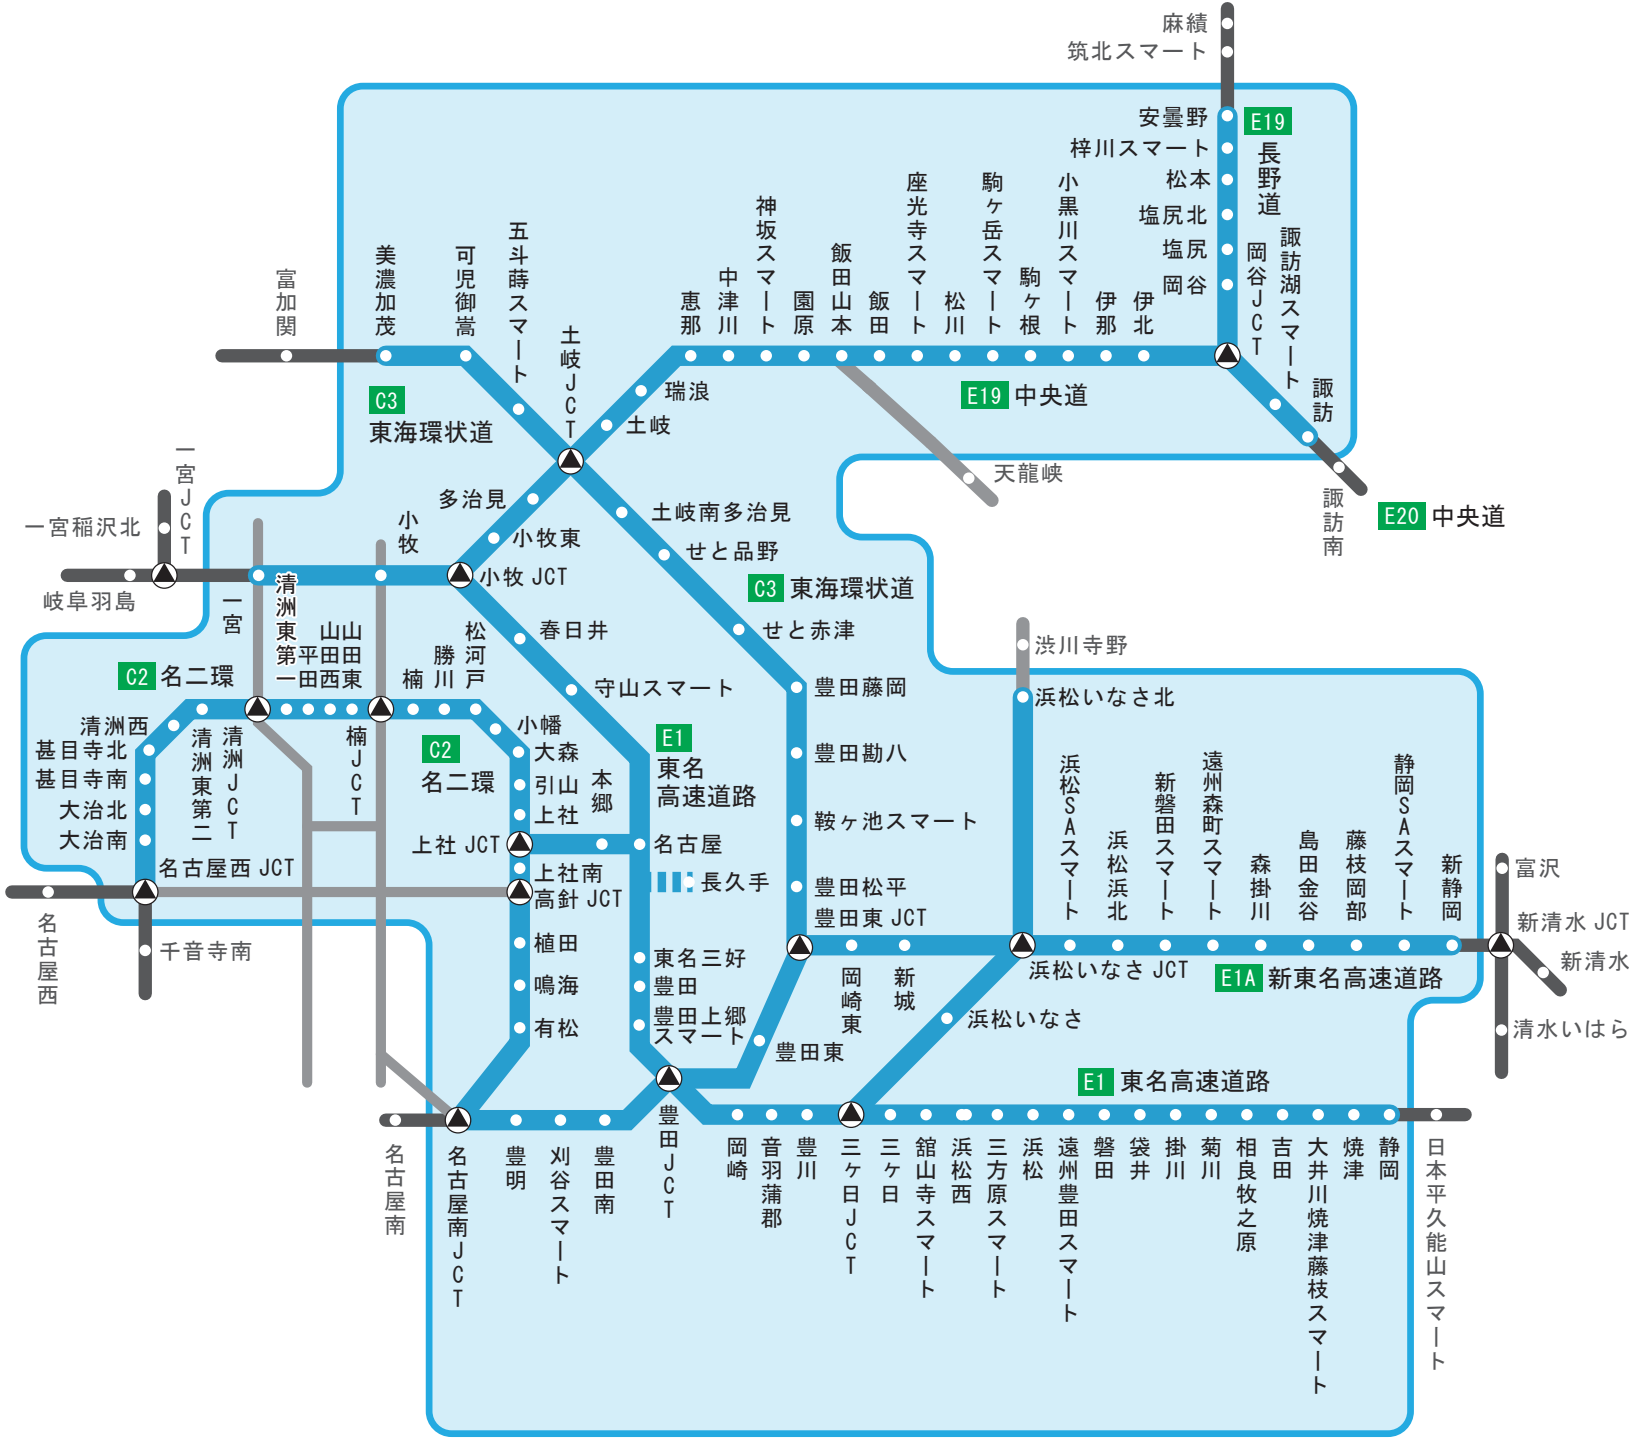 麻績
筑北スマート
安曇野
E19
長野道
梓川スマート
松本
塩尻北
塩尻
岡谷
岡谷JCT
諏訪湖スマート
諏訪
諏訪南
E20 中央道
富加関
美濃加茂
可児御嵩
五斗蒔スマート
土岐JCT
C3
東海環状道
恵那
中津川
神坂スマート
園原
飯田山本
飯田
座光寺スマート
松川
駒ヶ岳スマート
駒ヶ根
小黒川スマート
伊那
伊北
E19 中央道
天龍峡
瑞浪
土岐
多治見
小牧東
小牧 JCT
小牧
一宮JCT
一宮稲沢北
岐阜羽島
一宮
土岐南多治見
せと品野
C3 東海環状道
せと赤津
豊田藤岡
豊田勘八
鞍ヶ池スマート
豊田松平
豊田東 JCT
春日井
守山スマート
E1
東名
高速道路
名古屋
長久手
東名三好
豊田
豊田上郷
スマート
清洲東第一
平田
山田西
山田東
楠
勝川
松河戸
小幡
大森
引山
上社
本郷
上社 JCT
上社南
高針 JCT
植田
鳴海
有松
C2 名二環
C2
名二環
清洲西
甚目寺北
甚目寺南
大治北
大治南
清洲東第二
清洲JCT
楠JCT
名古屋西 JCT
名古屋西
千音寺南
渋川寺野
浜松いなさ北
浜松SAスマート
浜松浜北
新磐田スマート
遠州森町スマート
森掛川
島田金谷
藤枝岡部
静岡SAスマート
新静岡
富沢
新清水 JCT
新清水
清水いはら
岡崎東
新城
浜松いなさ JCT
E1A 新東名高速道路
浜松いなさ
豊田東
E1 東名高速道路
名古屋南
名古屋南JCT
豊明
刈谷スマート
豊田南
豊田JCT
岡崎
音羽蒲郡
豊川
三ヶ日JCT
三ヶ日
舘山寺スマート
浜松西
三方原スマート
浜松
遠州豊田スマート
磐田
袋井
掛川
菊川
相良牧之原
吉田
大井川焼津藤枝スマート
焼津
静岡
日本平久能山スマート